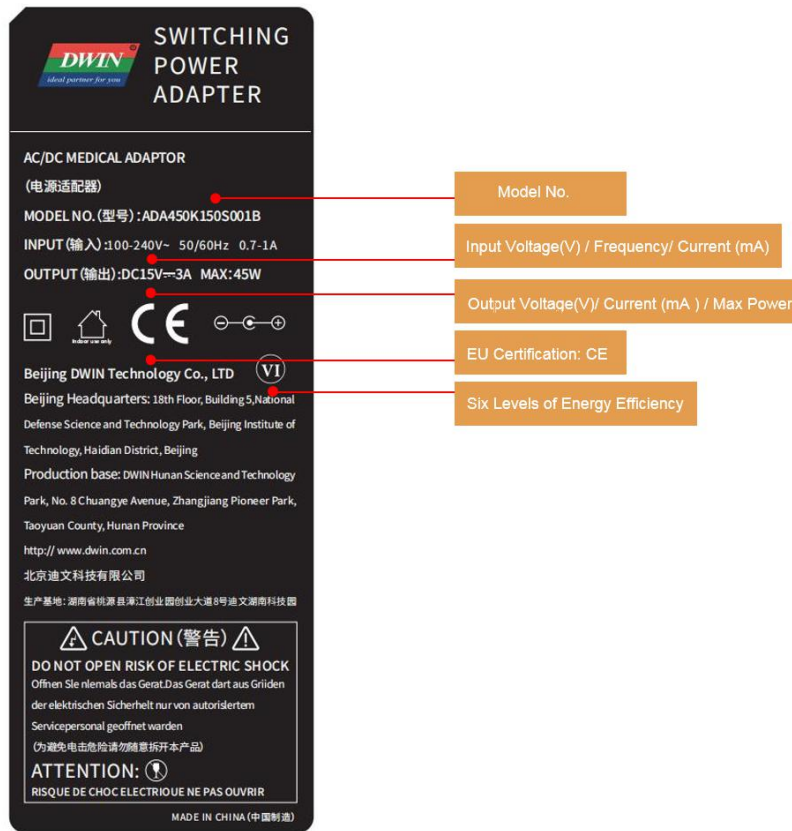 DWIN
ideal partner for you
SWITCHING
POWER
ADAPTER
AC/DC MEDICAL ADAPTOR
(电源适配器)
MODEL NO.(型号):ADA450K150S001B
INPUT(输入):100-240V~ 50/60Hz 0.7-1A
OUTPUT(输出):DC15V⎓3A MAX:45W
Indoor use only
CE
Beijing DWIN Technology Co., LTD VI
Beijing Headquarters: 18th Floor, Building 5,National
Defense Science and Technology Park, Beijing Institute of
Technology, Haidian District, Beijing
Production base: DWIN Hunan Science and Technology
Park, No. 8 Chuangye Avenue, Zhangjiang Pioneer Park,
Taoyuan County, Hunan Province
http:// www.dwin.com.cn
北京迪文科技有限公司
生产基地:湖南省桃源县漳江创业园创业大道8号迪文湖南科技园
CAUTION(警告)
DO NOT OPEN RISK OF ELECTRIC SHOCK
Offnen Sle nlemals das Gerat.Das Gerat dart aus Griiden
der elektrischen Sicherheit nur von autorislertem
Servicepersonal geoffnet warden
(为避免电击危险请勿随意拆开本产品)
ATTENTION:
RISQUE DE CHOC ELECTRIOUE NE PAS OUVRIR
MADE IN CHINA(中国制造)
Model No.
Input Voltage(V) / Frequency/ Current (mA)
Output Voltage(V)/ Current (mA ) / Max Power
EU Certification: CE
Six Levels of Energy Efficiency